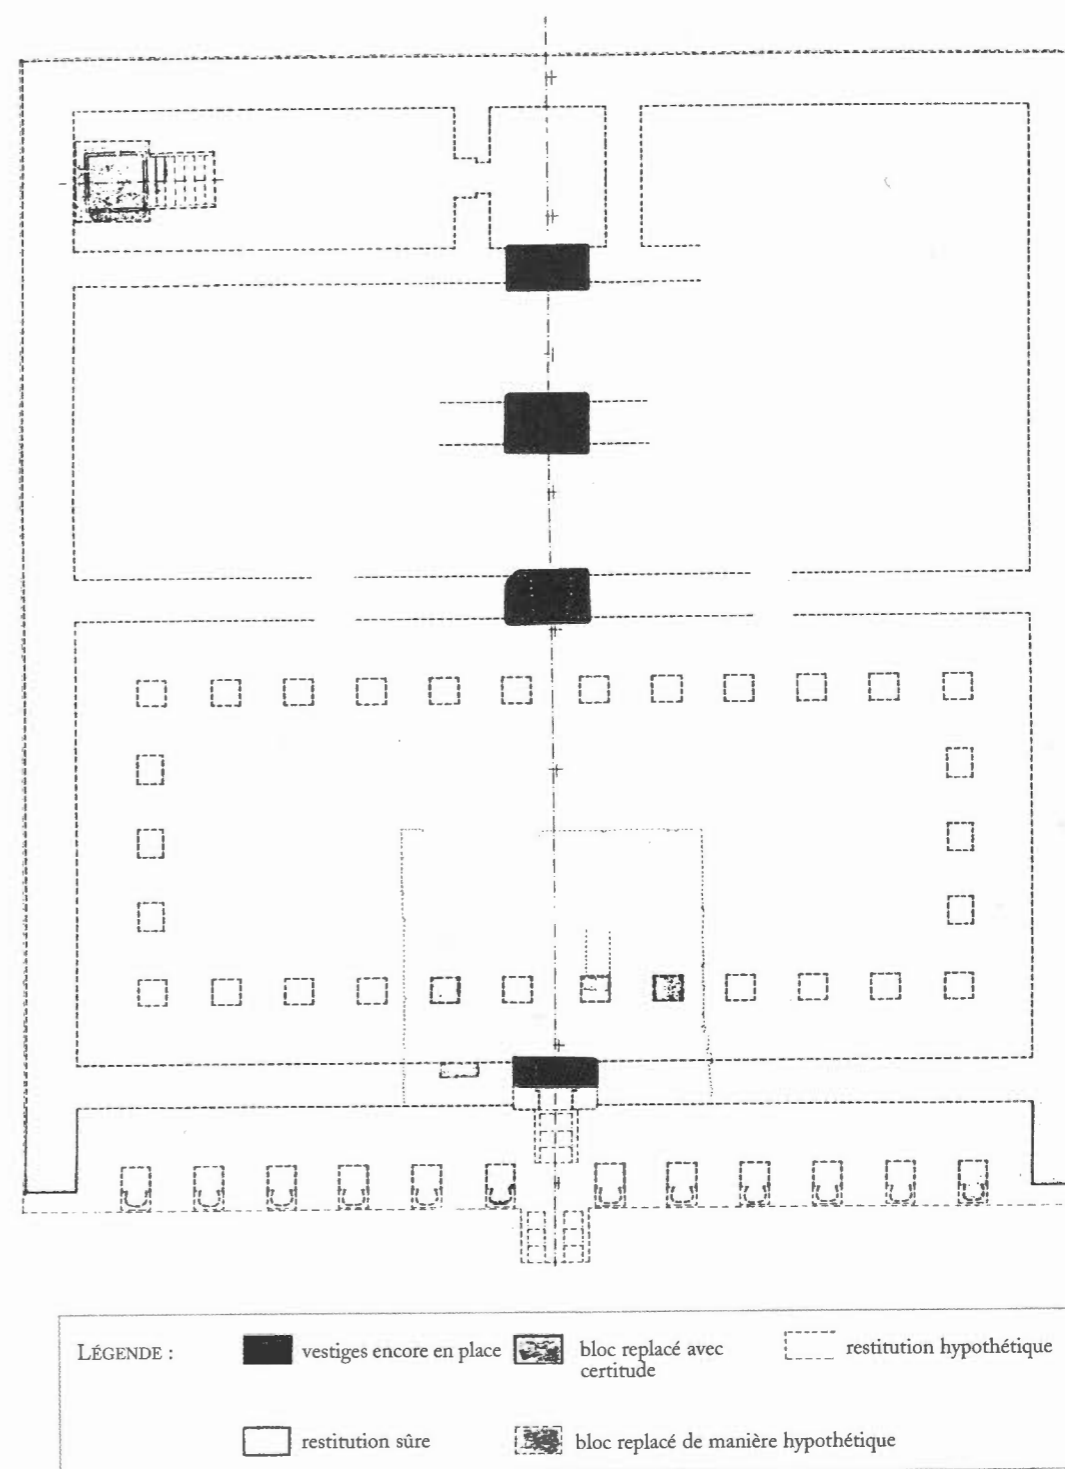 LÉGENDE :
vestiges encore en place
bloc replacé avec
certitude
restitution hypothétique
restitution sûre
bloc replacé de manière hypothétique